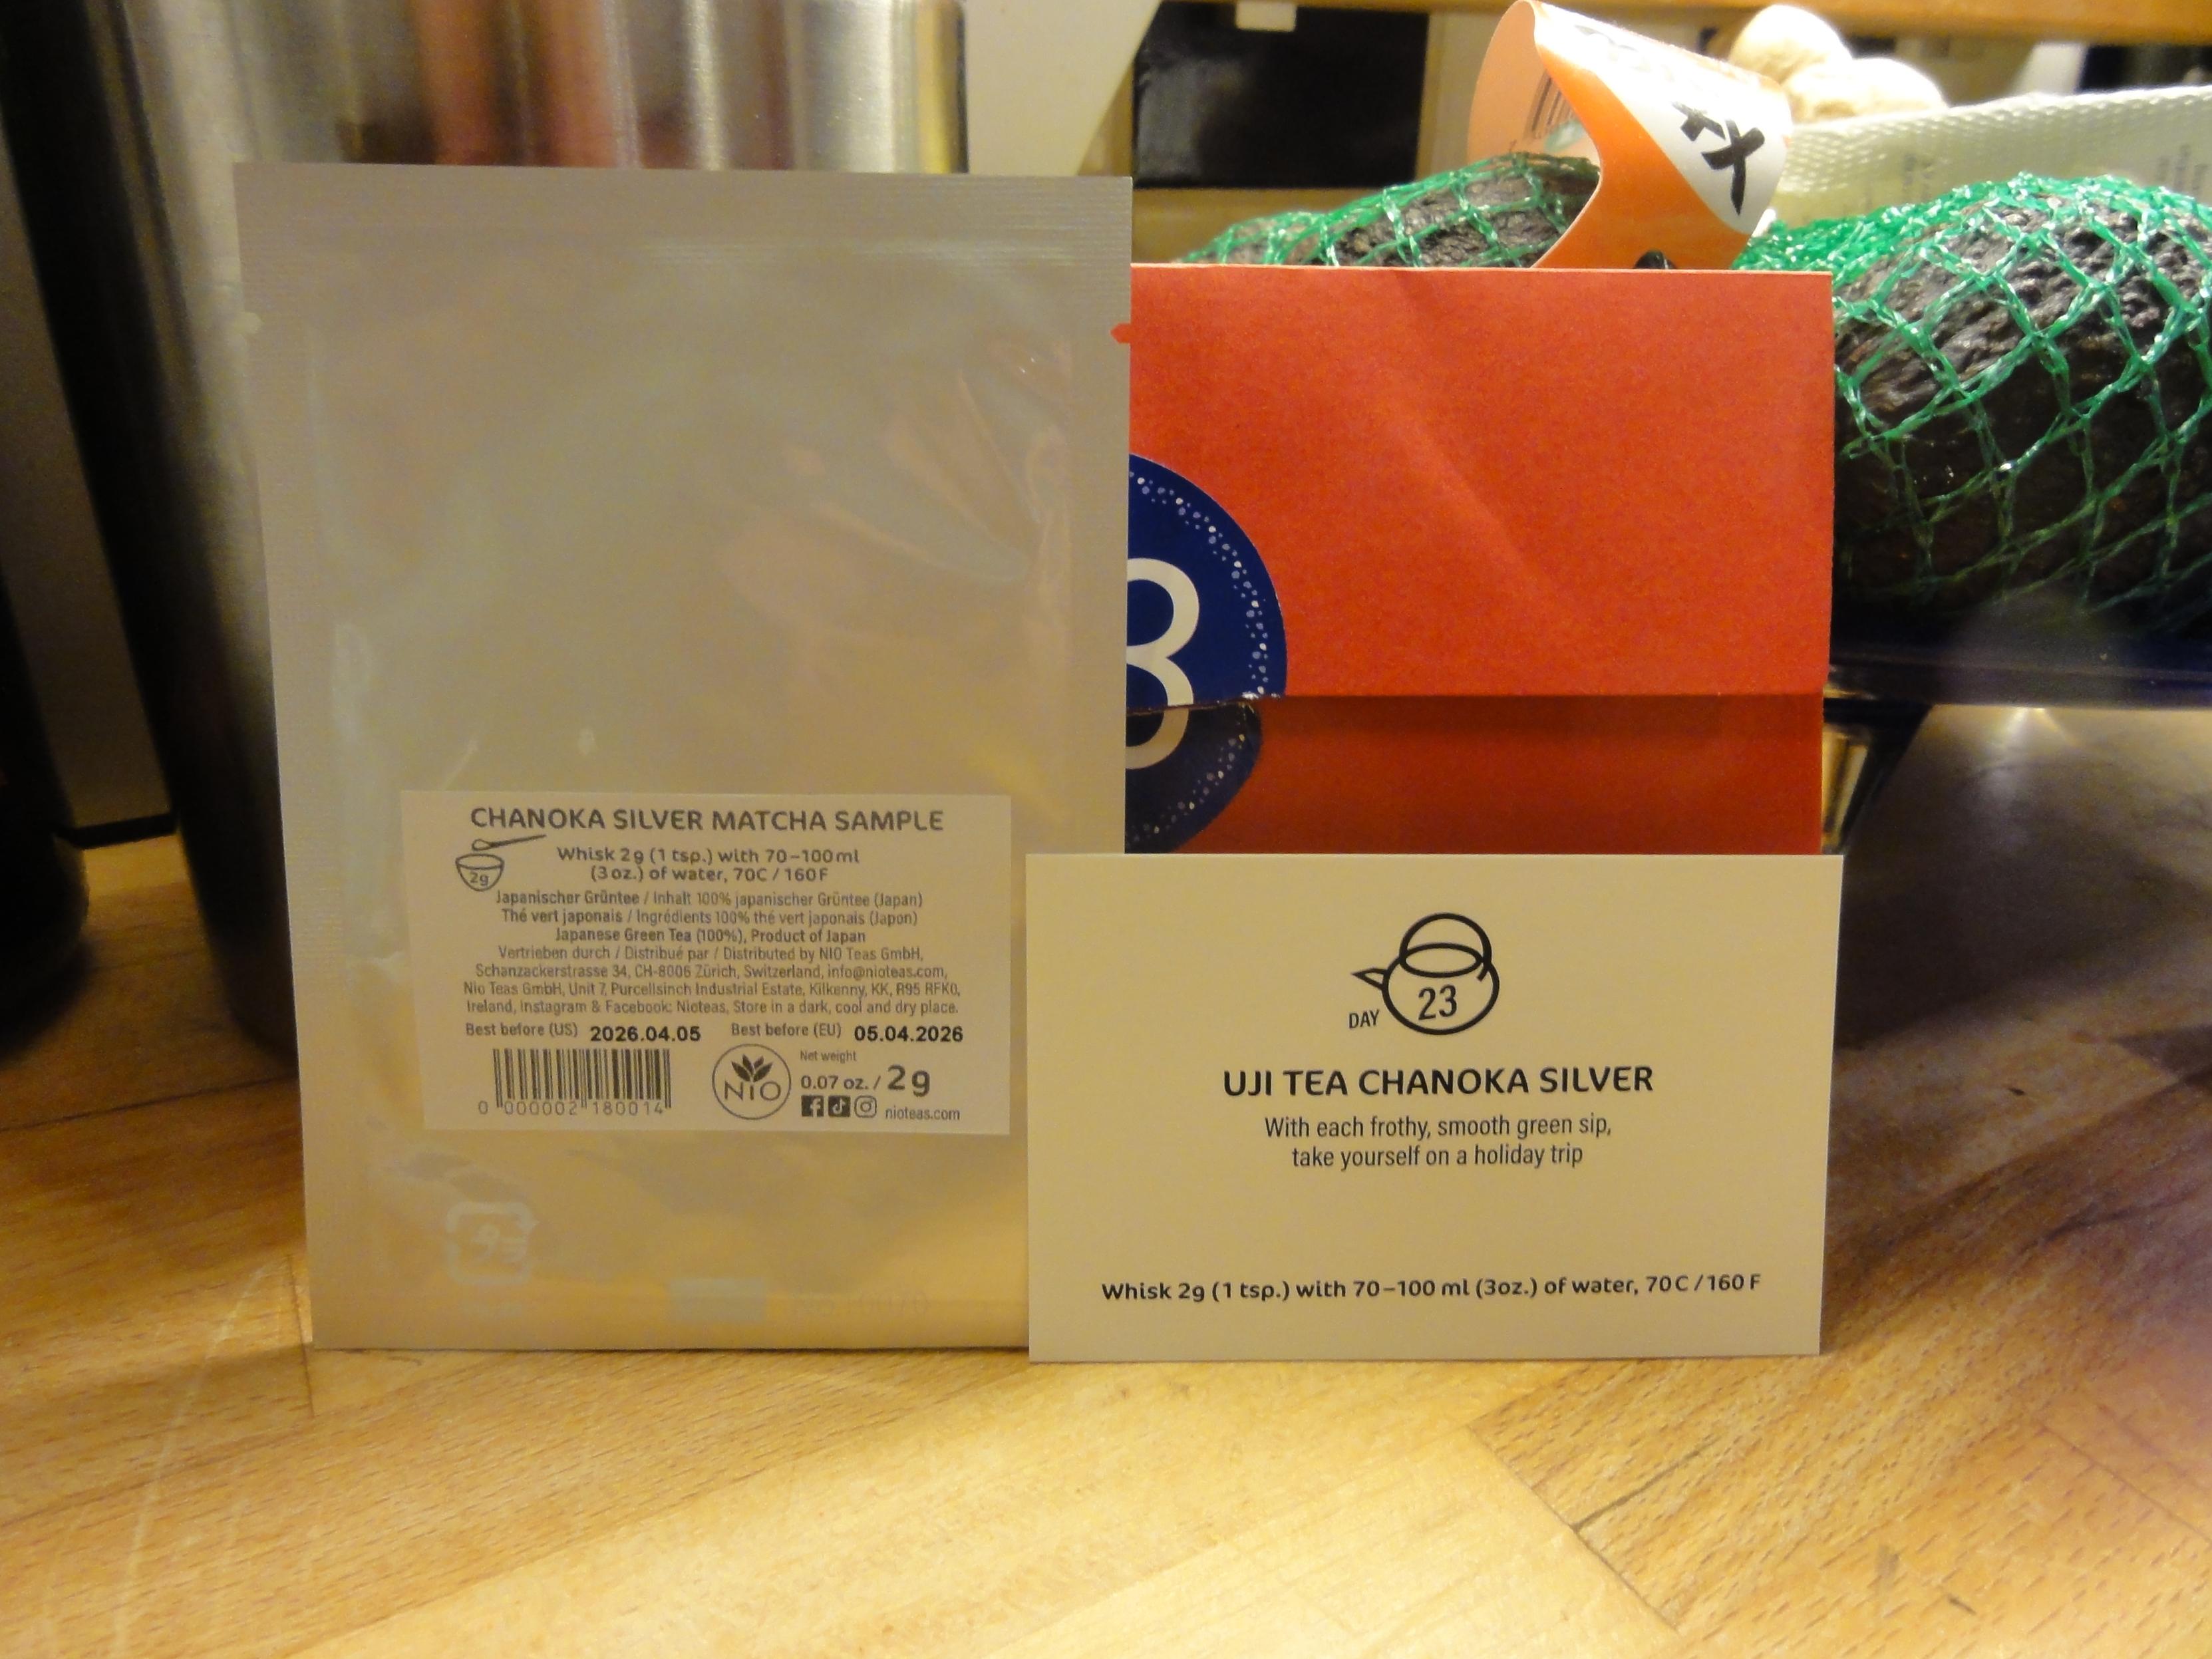 CHANOKA SILVER MATCHA SAMPLE
2g
Whisk 2g (1 tsp.) with 70–100ml
(3oz.) of water, 70C / 160F
Japanischer Grüntee / Inhalt 100% japanischer Grüntee (Japan)
Thé vert japonais / Ingrédients 100% thé vert japonais (Japon)
Japanese Green Tea (100%), Product of Japan
Vertrieben durch / Distribué par / Distributed by NIO Teas GmbH,
Schanzackerstrasse 34, CH-8006 Zürich, Switzerland, info@nioteas.com,
Nio Teas GmbH, Unit 7, Purcellsinch Industrial Estate, Kilkenny, KK, R95 RFK0,
Ireland, Instagram & Facebook: Nioteas, Store in a dark, cool and dry place.
Best before (US) 2026.04.05 Best before (EU) 05.04.2026
0 000002 180014
NIO
Net weight
0.07 oz. / 2g
nioteas.com
3
DAY 23
UJI TEA CHANOKA SILVER
With each frothy, smooth green sip,
take yourself on a holiday trip
Whisk 2g (1 tsp.) with 70–100 ml (3oz.) of water, 70C/160F